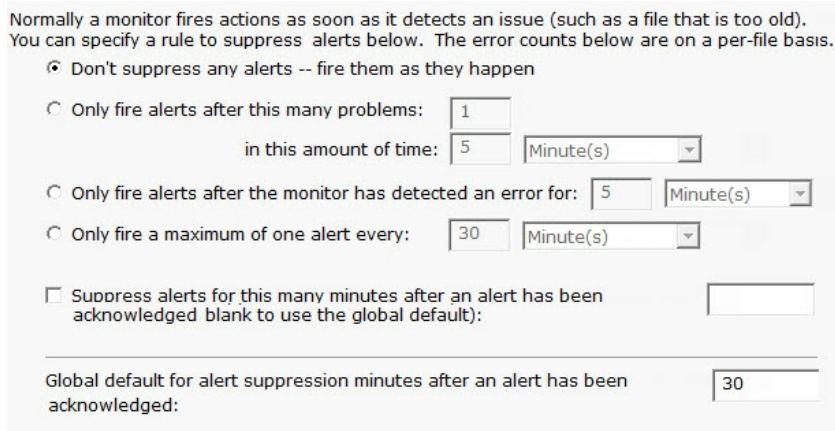 Normally a monitor fires actions as soon as it detects an issue (such as a file that is too old).
You can specify a rule to suppress alerts below. The error counts below are on a per-file basis.
Don't suppress any alerts -- fire them as they happen
Only fire alerts after this many problems: 1
in this amount of time: 5 Minute(s)
Only fire alerts after the monitor has detected an error for: 5 Minute(s)
Only fire a maximum of one alert every: 30 Minute(s)
Suppress alerts for this many minutes after an alert has been
acknowledged blank to use the global default):
Global default for alert suppression minutes after an alert has been 30
acknowledged: